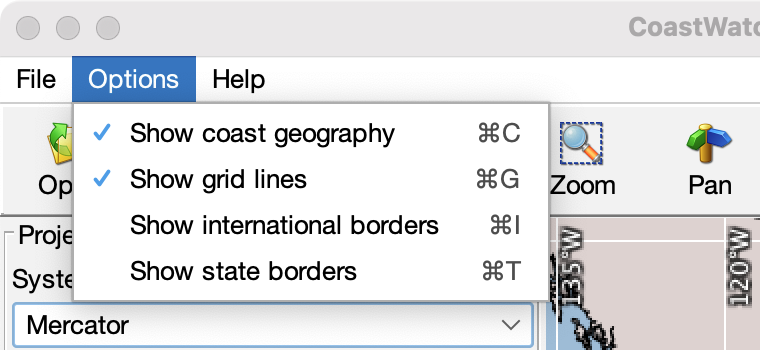 CoastWatc
File Options Help
Show coast geography ⌘C
Show grid lines ⌘G
Show international borders ⌘I
Show state borders ⌘T
Op
Zoom
Pan
Proje
Syste
Mercator
135°W
120°W